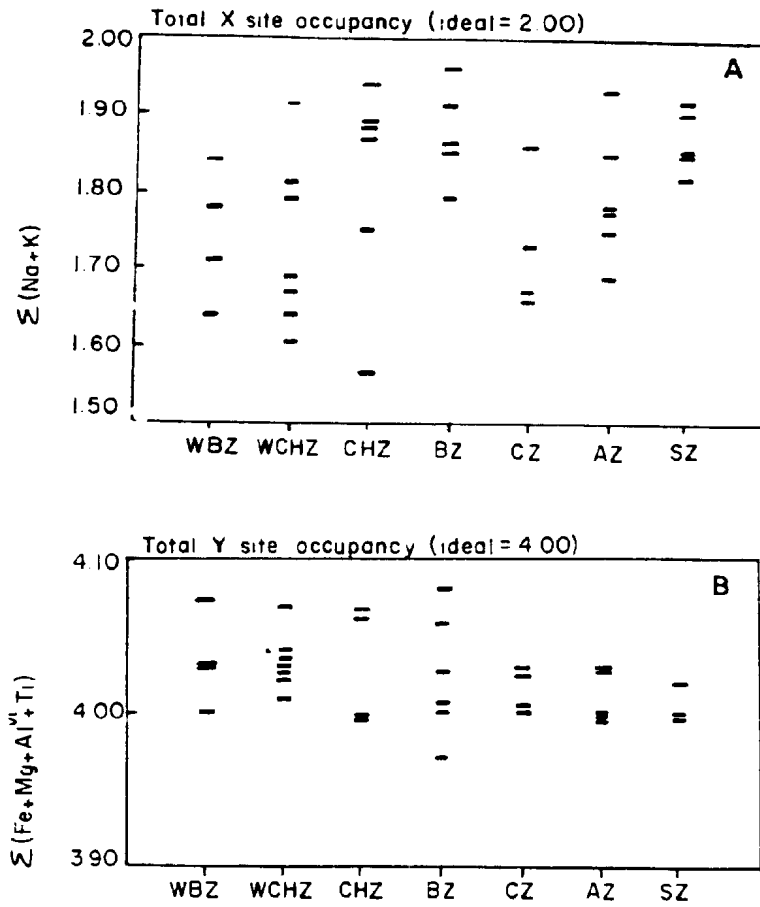 Total X site occupancy (ideal = 2.00)
A
2.00
1.90
1.80
1.70
1.60
1.50
Σ (Na+K)
WBZ WCHZ CHZ BZ CZ AZ SZ
Total Y site occupancy (ideal = 4 00)
B
4.10
4 00
3 90
Σ (Fe+Mg+Al^VI+Ti)
WBZ WCHZ CHZ BZ CZ AZ SZ